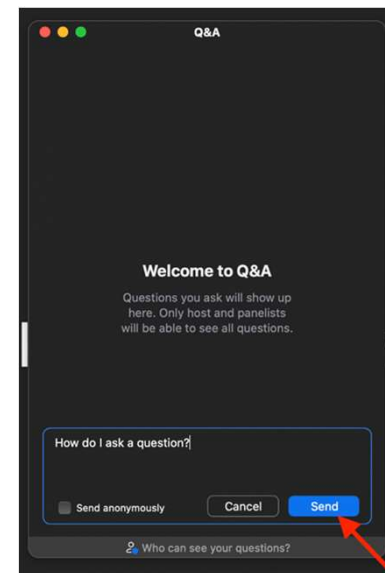 Q&A
Welcome to Q&A
Questions you ask will show up
here. Only host and panelists
will be able to see all questions.
How do I ask a question?
Send anonymously
Cancel
Send
Who can see your questions?